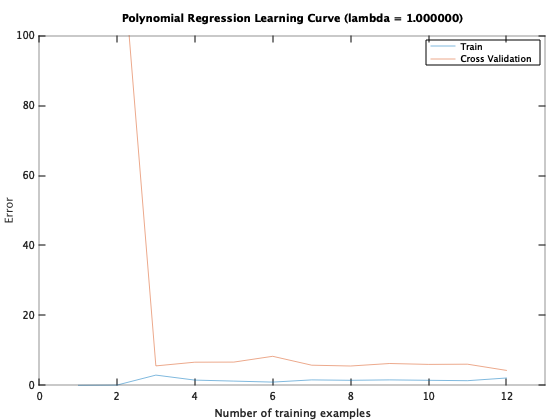 Polynomial Regression Learning Curve (lambda = 1.000000)
Train
Cross Validation
100
80
60
40
20
0
Error
0 2 4 6 8 10 12
Number of training examples